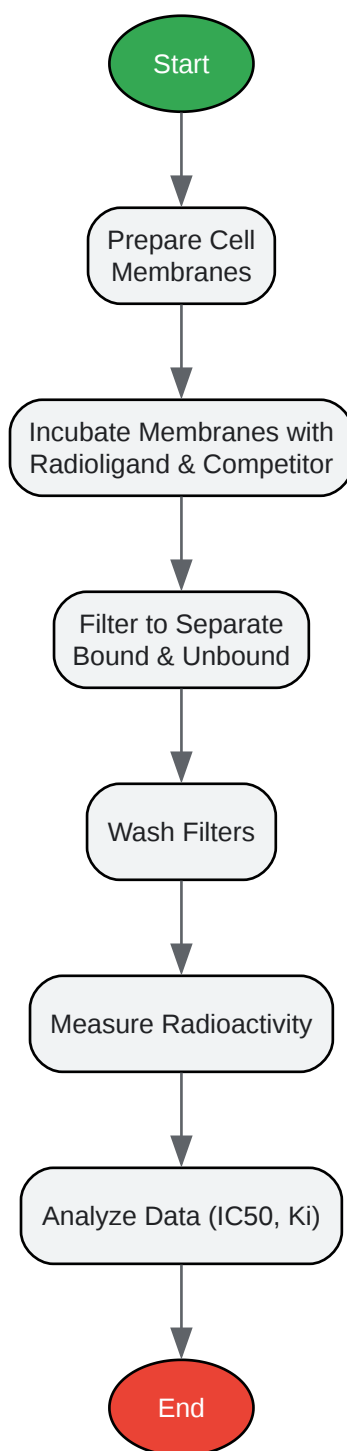 Start
Prepare Cell
Membranes
Incubate Membranes with
Radioligand & Competitor
Filter to Separate
Bound & Unbound
Wash Filters
Measure Radioactivity
Analyze Data (IC50, Ki)
End